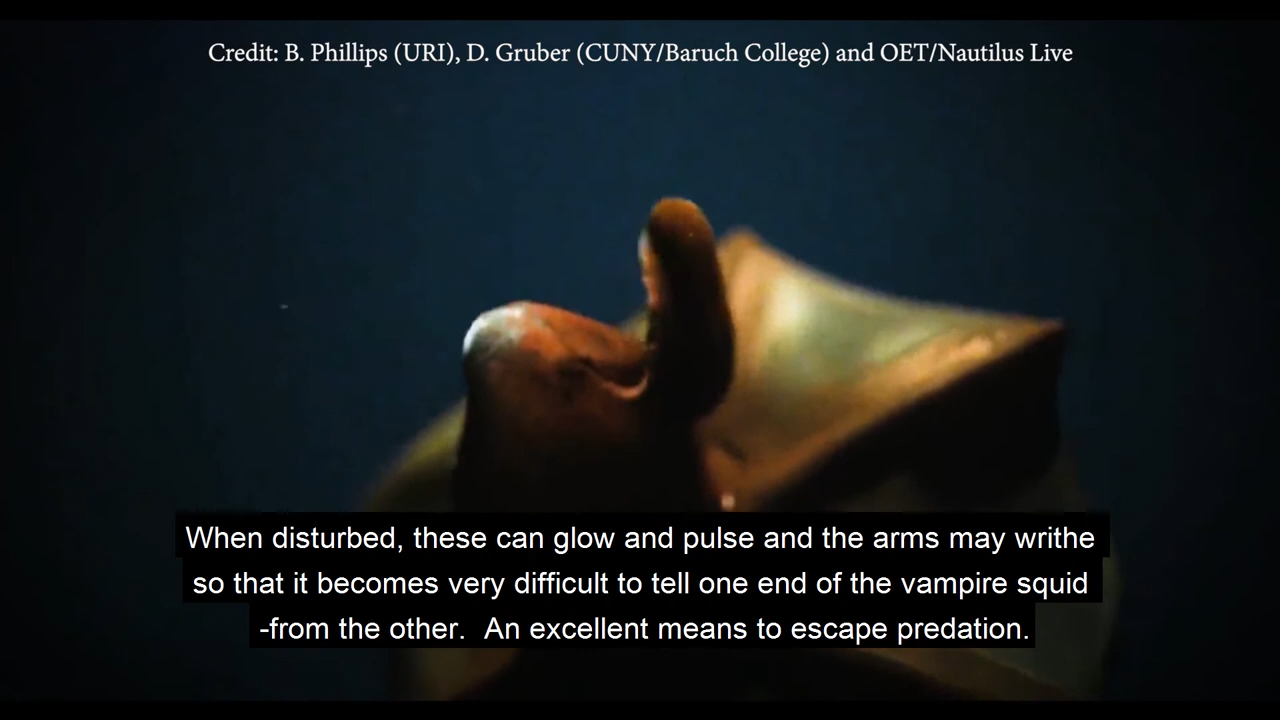 Credit: B. Phillips (URI), D. Gruber (CUNY/Baruch College) and OET/Nautilus Live
When disturbed, these can glow and pulse and the arms may writhe
so that it becomes very difficult to tell one end of the vampire squid
-from the other.  An excellent means to escape predation.